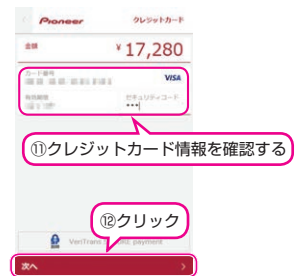 Pioneer クレジットカード
金額 ¥ 17,280
カード番号 VISA
有効期限 セキュリティコード
•••
⑪クレジットカード情報を確認する
⑫クリック
VeriTrans payment
次へ >